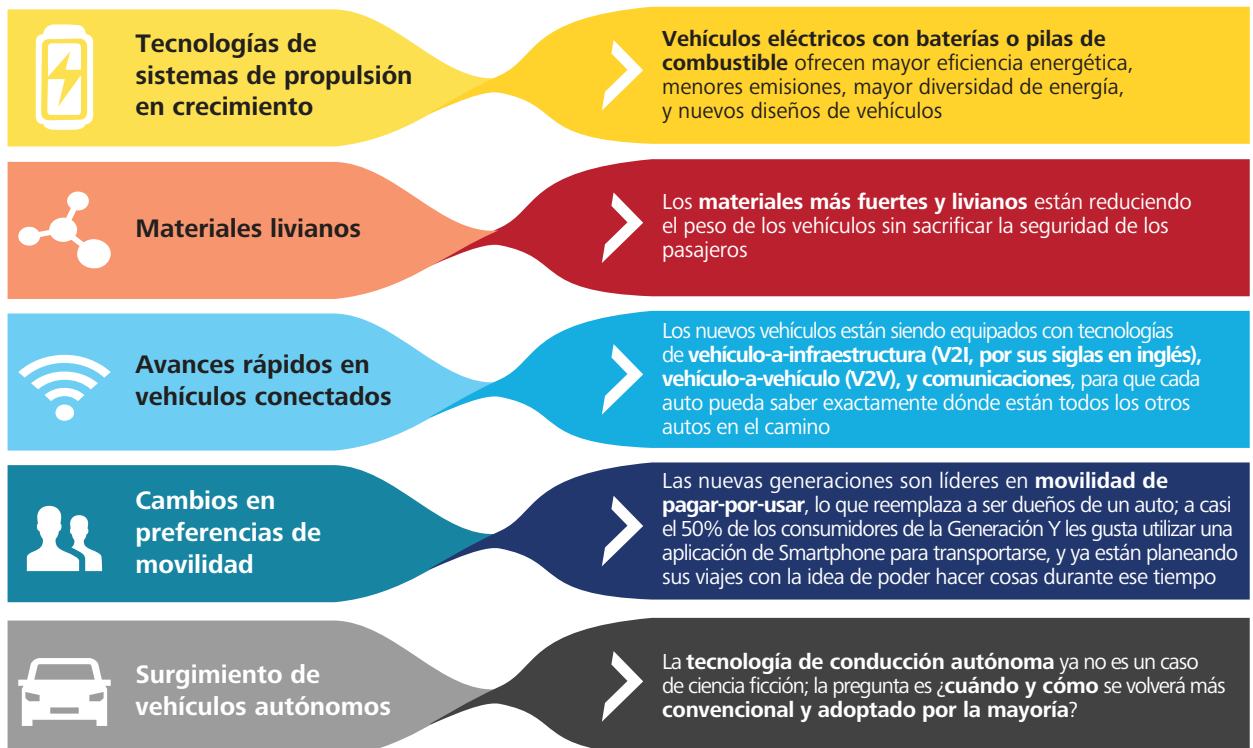 Tecnologías de
sistemas de propulsión
en crecimiento
Vehículos eléctricos con baterías o pilas de
combustible ofrecen mayor eficiencia energética,
menores emisiones, mayor diversidad de energía,
y nuevos diseños de vehículos
Materiales livianos
Los materiales más fuertes y livianos están reduciendo
el peso de los vehículos sin sacrificar la seguridad de los
pasajeros
Avances rápidos en
vehículos conectados
Los nuevos vehículos están siendo equipados con tecnologías
de vehículo-a-infraestructura (V2I, por sus siglas en inglés),
vehículo-a-vehículo (V2V), y comunicaciones, para que cada
auto pueda saber exactamente dónde están todos los otros
autos en el camino
Cambios en
preferencias de
movilidad
Las nuevas generaciones son líderes en movilidad de
pagar-por-usar, lo que reemplaza a ser dueños de un auto; a casi
el 50% de los consumidores de la Generación Y les gusta utilizar una
aplicación de Smartphone para transportarse, y ya están planeando
sus viajes con la idea de poder hacer cosas durante ese tiempo
Surgimiento de
vehículos autónomos
La tecnología de conducción autónoma ya no es un caso
de ciencia ficción; la pregunta es ¿cuándo y cómo se volverá más
convencional y adoptado por la mayoría?